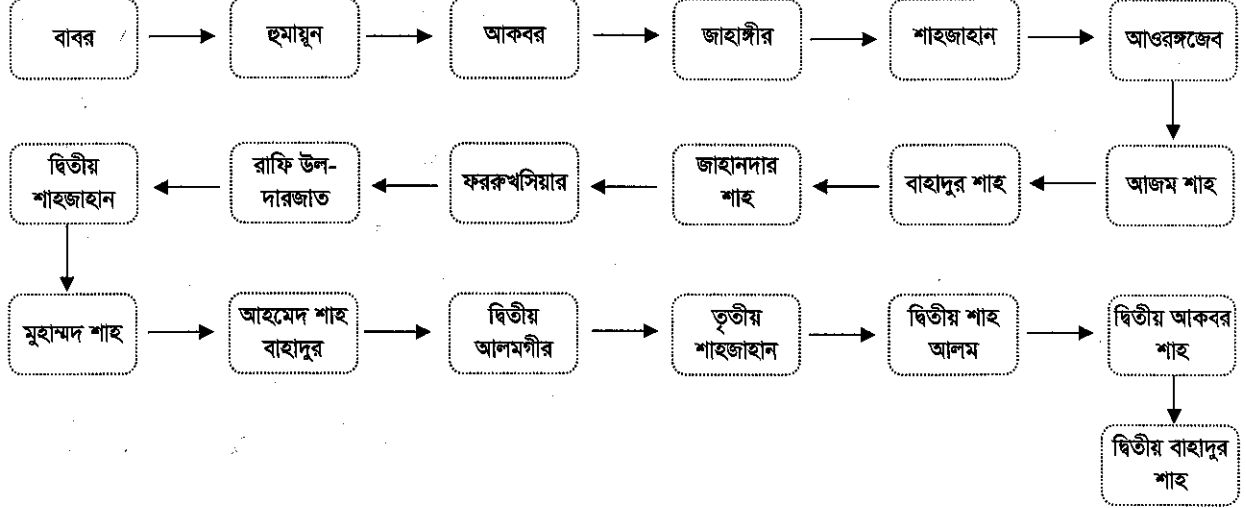 বাবর
হুমায়ূন
আকবর
জাহাঙ্গীর
শাহজাহান
আওরঙ্গজেব
আজম শাহ
বাহাদুর শাহ
জাহানদার
শাহ
ফররুখসিয়ার
রাফি উল-
দারজাত
দ্বিতীয়
শাহজাহান
মুহাম্মদ শাহ
আহমেদ শাহ
বাহাদুর
দ্বিতীয়
আলমগীর
তৃতীয়
শাহজাহান
দ্বিতীয় শাহ
আলম
দ্বিতীয় আকবর
শাহ
দ্বিতীয় বাহাদুর
শাহ